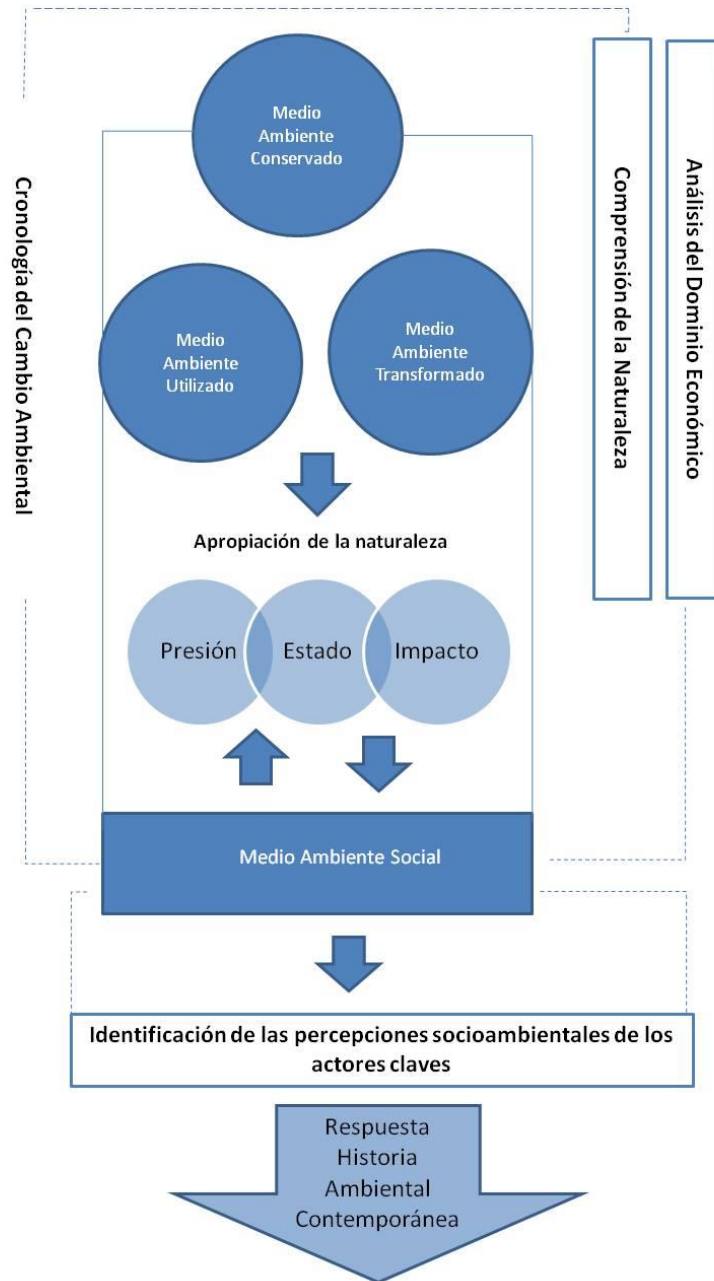 Medio
Ambiente
Conservado
Medio
Ambiente
Utilizado
Medio
Ambiente
Transformado
Apropiación de la naturaleza
Presión
Estado
Impacto
Medio Ambiente Social
Identificación de las percepciones socioambientales de los
actores claves
Respuesta
Historia
Ambiental
Contemporánea
Cronología del Cambio Ambiental
Comprensión de la Naturaleza
Análisis del Dominio Económico